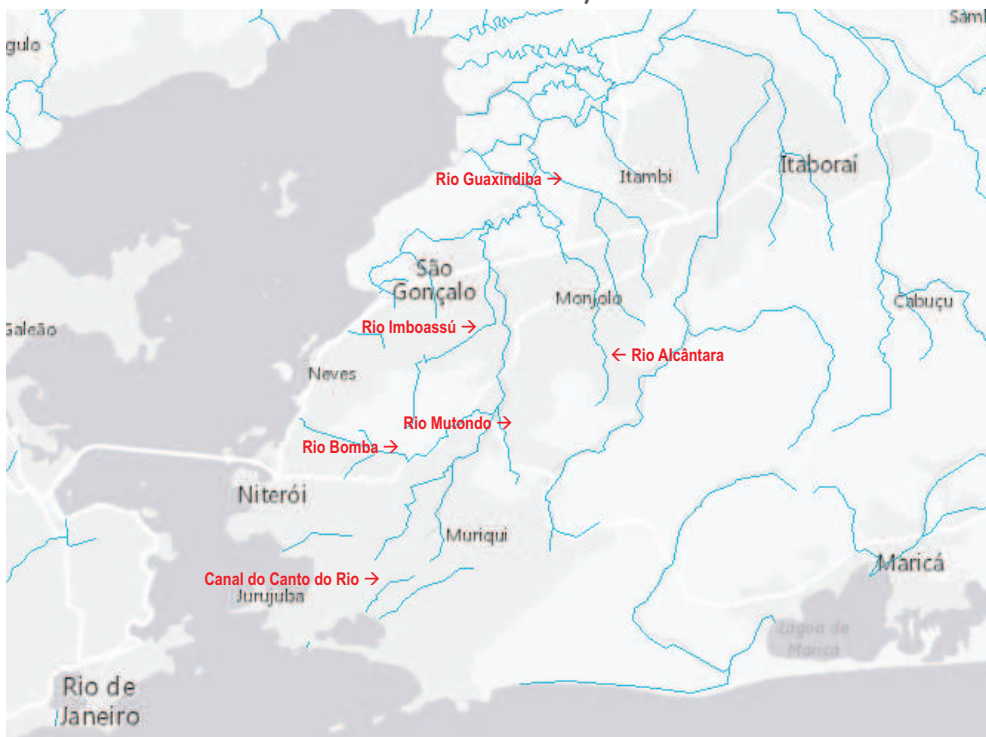 Sâml
gulo
Itaboraí
Rio Guaxindiba →
Itambi
São
Gonçalo
Monjolo
Cabuçu
Galeão
Rio Imboassú →
← Rio Alcântara
Neves
Rio Mutondo →
Rio Bomba →
Niterói
Muriqui
Maricá
Canal do Canto do Rio →
Jurujuba
Lagoa de
Maricá
Rio de
Janeiro